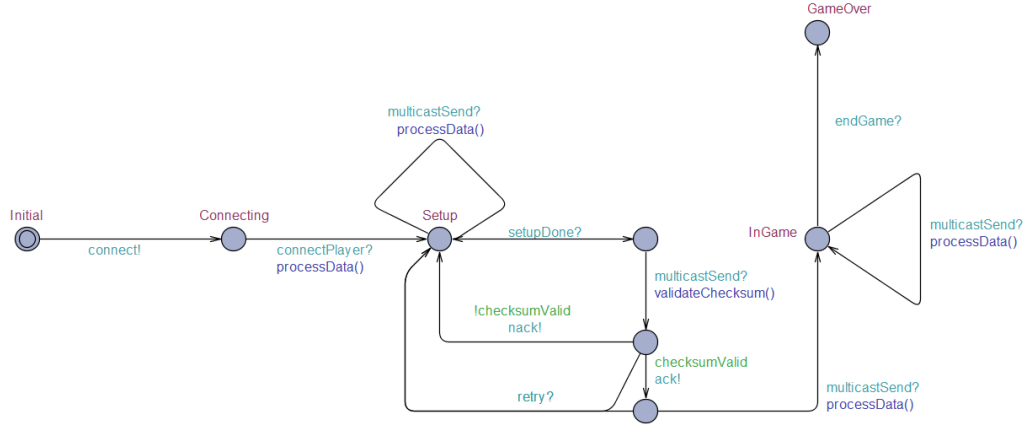 GameOver
multicastSend?
processData()
endGame?
Initial
Connecting
Setup
InGame
connect!
connectPlayer?
processData()
setupDone?
multicastSend?
processData()
multicastSend?
validateChecksum()
!checksumValid
nack!
checksumValid
ack!
retry?
multicastSend?
processData()